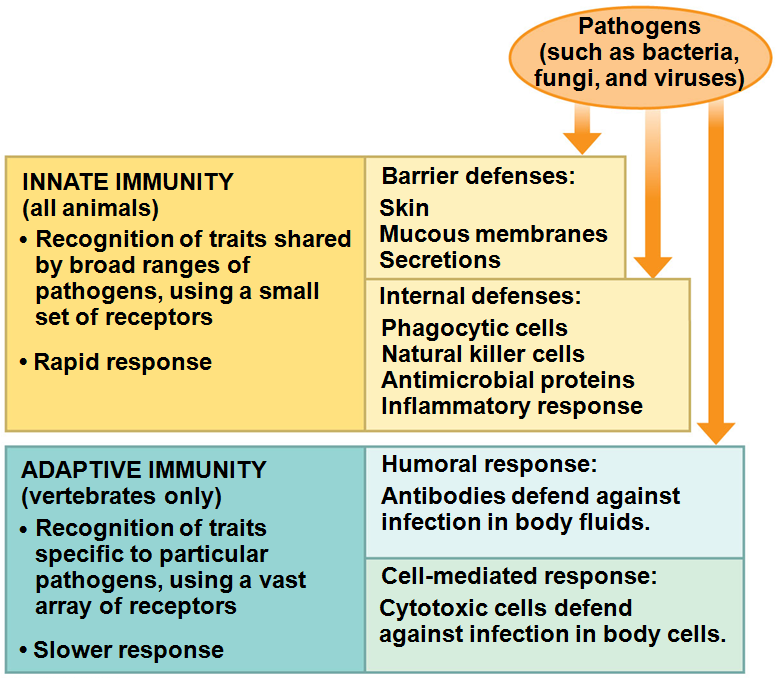 Pathogens
(such as bacteria,
fungi, and viruses)
INNATE IMMUNITY
(all animals)
• Recognition of traits shared
by broad ranges of
pathogens, using a small
set of receptors
• Rapid response
Barrier defenses:
Skin
Mucous membranes
Secretions
Internal defenses:
Phagocytic cells
Natural killer cells
Antimicrobial proteins
Inflammatory response
ADAPTIVE IMMUNITY
(vertebrates only)
• Recognition of traits
specific to particular
pathogens, using a vast
array of receptors
• Slower response
Humoral response:
Antibodies defend against
infection in body fluids.
Cell-mediated response:
Cytotoxic cells defend
against infection in body cells.